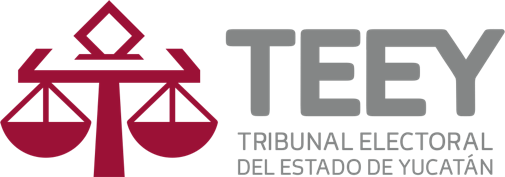 TEEY
TRIBUNAL ELECTORAL
DEL ESTADO DE YUCATÁN